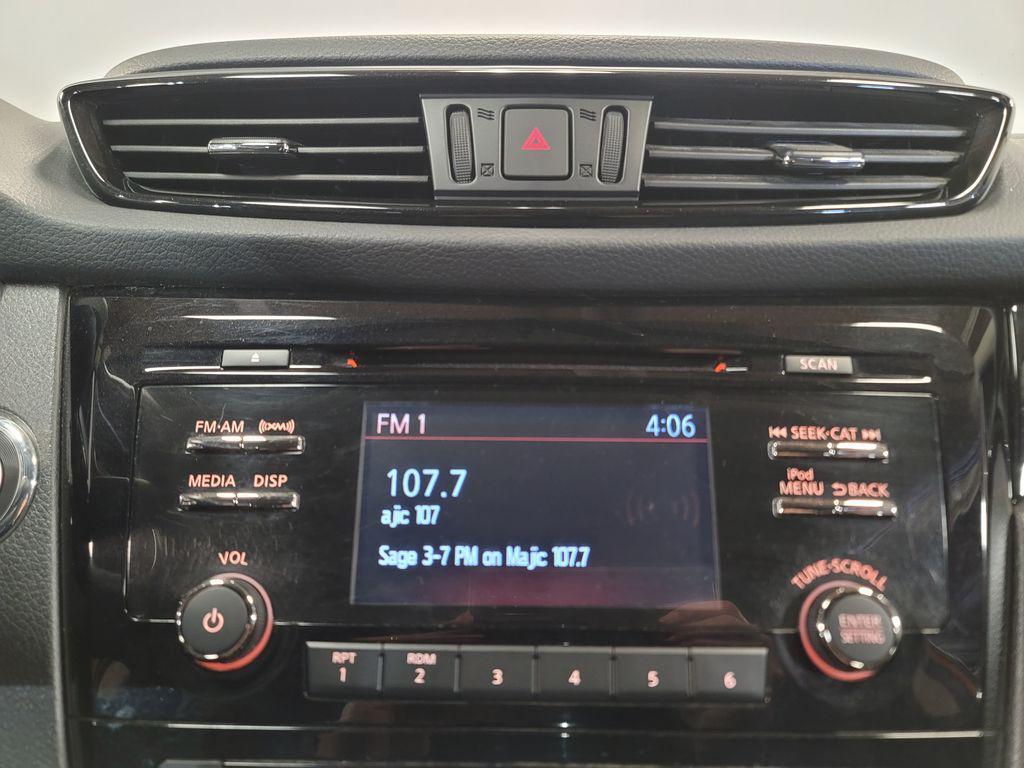 SCAN
FM·AM ((XM))
SEEK·CAT
MEDIA DISP
iPod
MENU BACK
FM 1 4:06
107.7
ajic 107
Sage 3-7 PM on Majic 107.7
VOL
TUNE·SCROLL
ENTER
SETTING
RPT
1
RDM
2
3
4
5
6